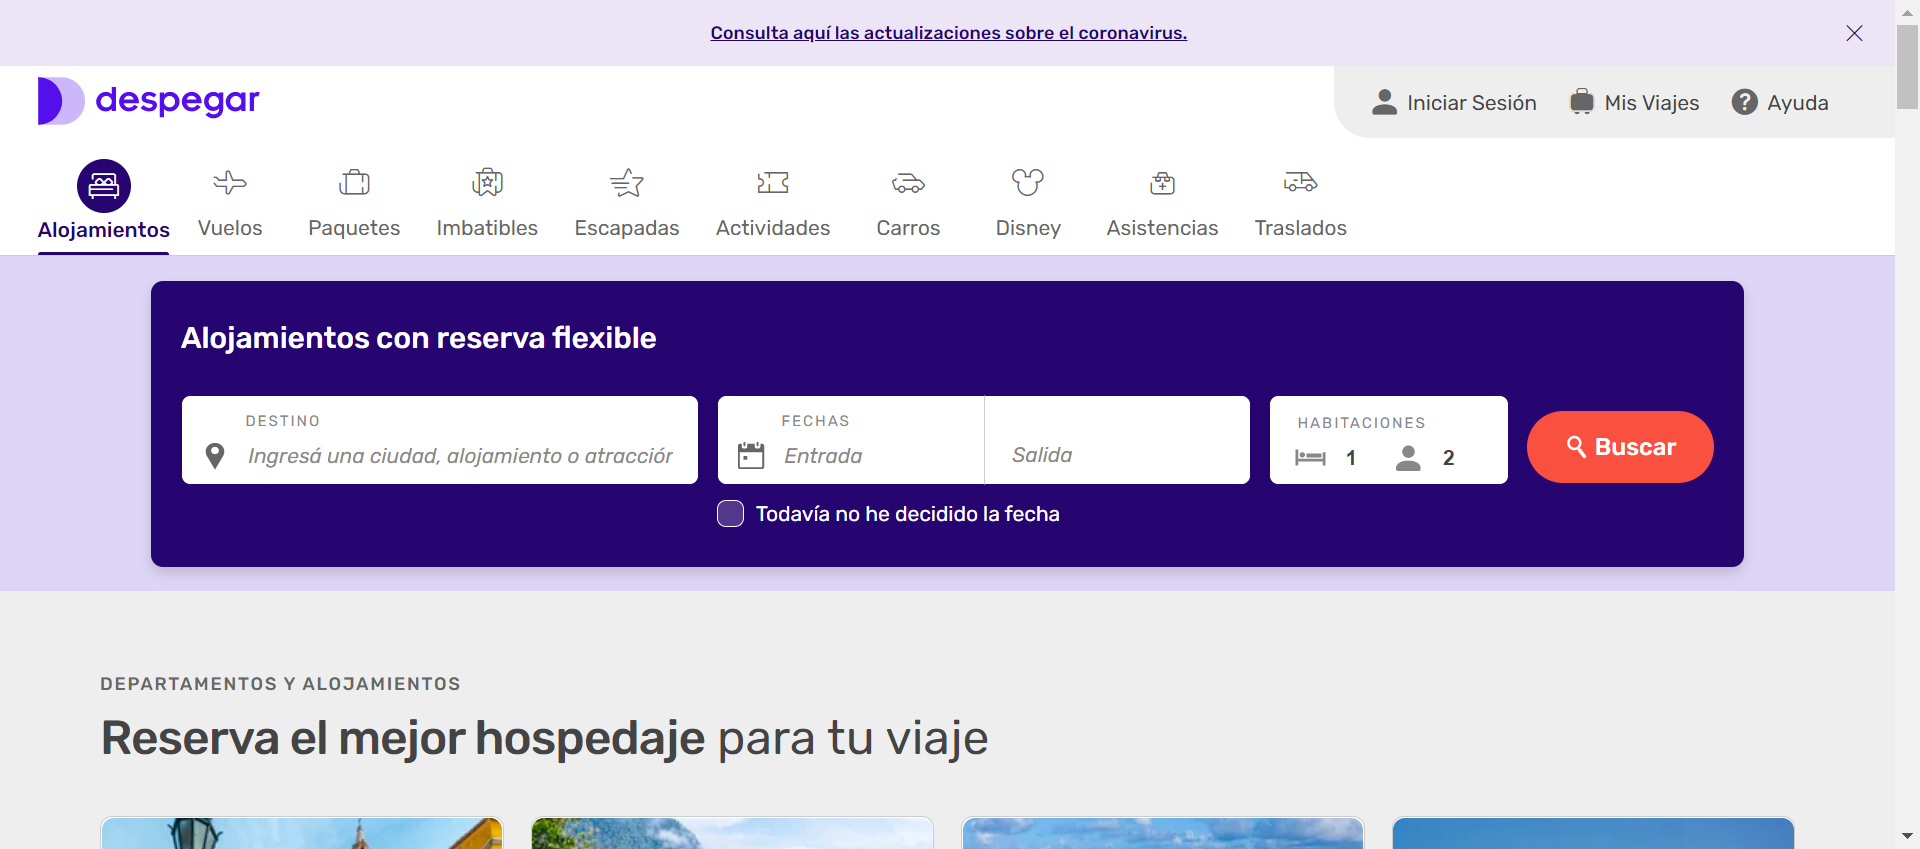 Consulta aquí las actualizaciones sobre el coronavirus.
despegar
Iniciar Sesión
Mis Viajes
Ayuda
Alojamientos
Vuelos
Paquetes
Imbatibles
Escapadas
Actividades
Carros
Disney
Asistencias
Traslados
Alojamientos con reserva flexible
DESTINO
Ingresá una ciudad, alojamiento o atracciór
FECHAS
Entrada
Salida
HABITACIONES
1
2
Buscar
Todavía no he decidido la fecha
DEPARTAMENTOS Y ALOJAMIENTOS
Reserva el mejor hospedaje para tu viaje